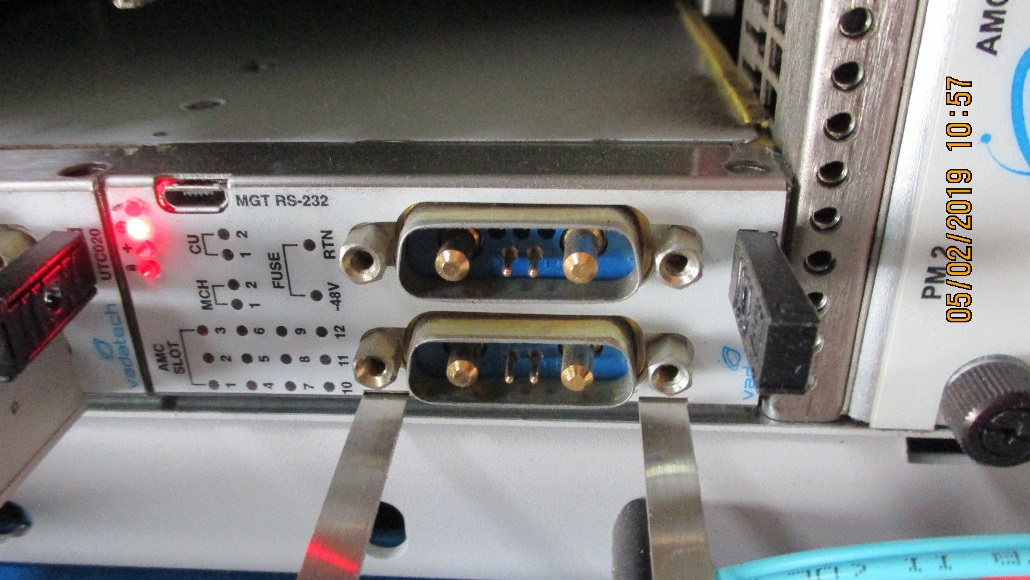 MGT RS-232
UTC020
CU
1 2
MCH
1 2
FUSE
RTN
-48V
AMC
SLOT
3 6 9 12
2 5 8 11
1 4 7 10
vadatech
vad
AMC
PM 2
05/02/2019 10:57